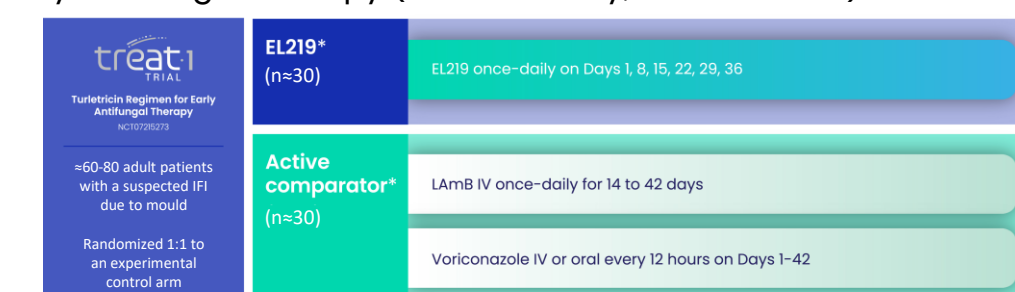 treat·1
TRIAL
Turletricin Regimen for Early
Antifungal Therapy
NCT07215273
≈60-80 adult patients
with a suspected IFI
due to mould
Randomized 1:1 to
an experimental
control arm
EL219*
(n≈30)
EL219 once-daily on Days 1, 8, 15, 22, 29, 36
Active
comparator*
(n≈30)
LAmB IV once-daily for 14 to 42 days
Voriconazole IV or oral every 12 hours on Days 1-42